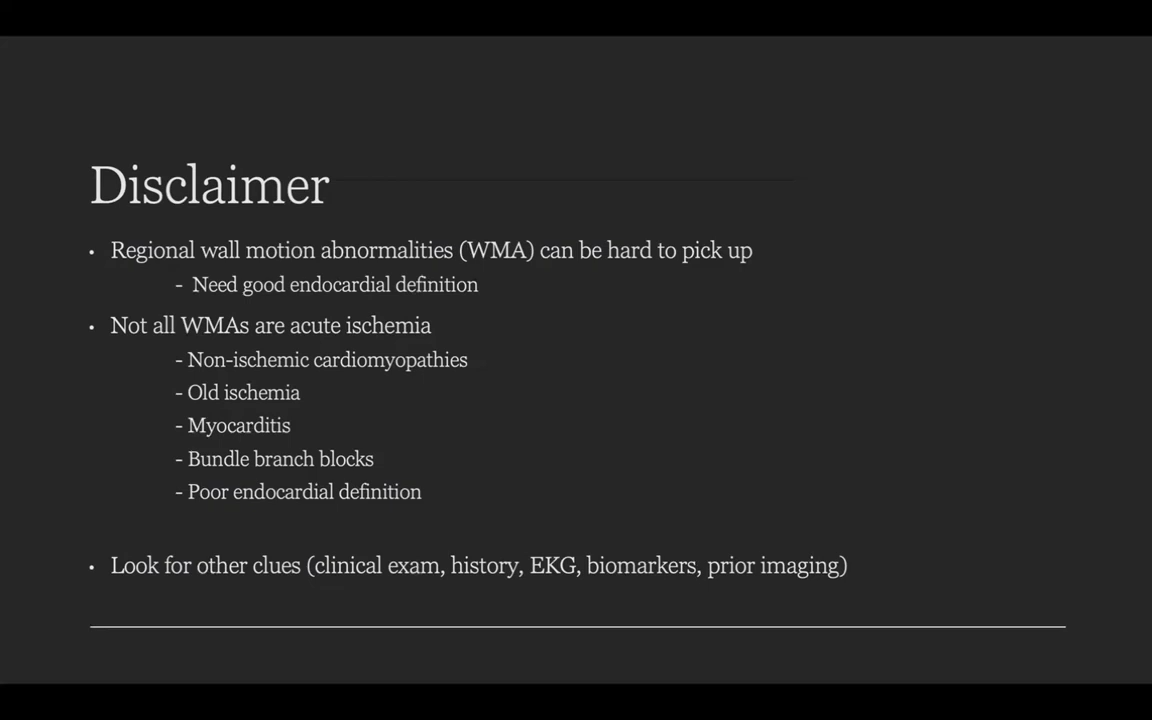 Disclaimer
• Regional wall motion abnormalities (WMA) can be hard to pick up
- Need good endocardial definition
• Not all WMAs are acute ischemia
- Non-ischemic cardiomyopathies
- Old ischemia
- Myocarditis
- Bundle branch blocks
- Poor endocardial definition
• Look for other clues (clinical exam, history, EKG, biomarkers, prior imaging)